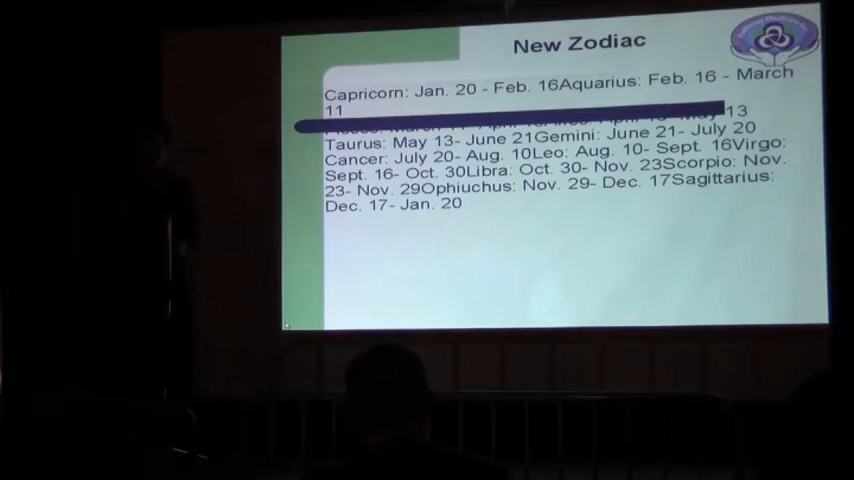 New Zodiac
Capricorn: Jan. 20 - Feb. 16Aquarius: Feb. 16 - March
11
13
Taurus: May 13- June 21Gemini: June 21- July 20
Cancer: July 20- Aug. 10Leo: Aug. 10- Sept. 16Virgo:
Sept. 16- Oct. 30Libra: Oct. 30- Nov. 23Scorpio: Nov.
23- Nov. 29Ophiuchus: Nov. 29- Dec. 17Sagittarius:
Dec. 17- Jan. 20